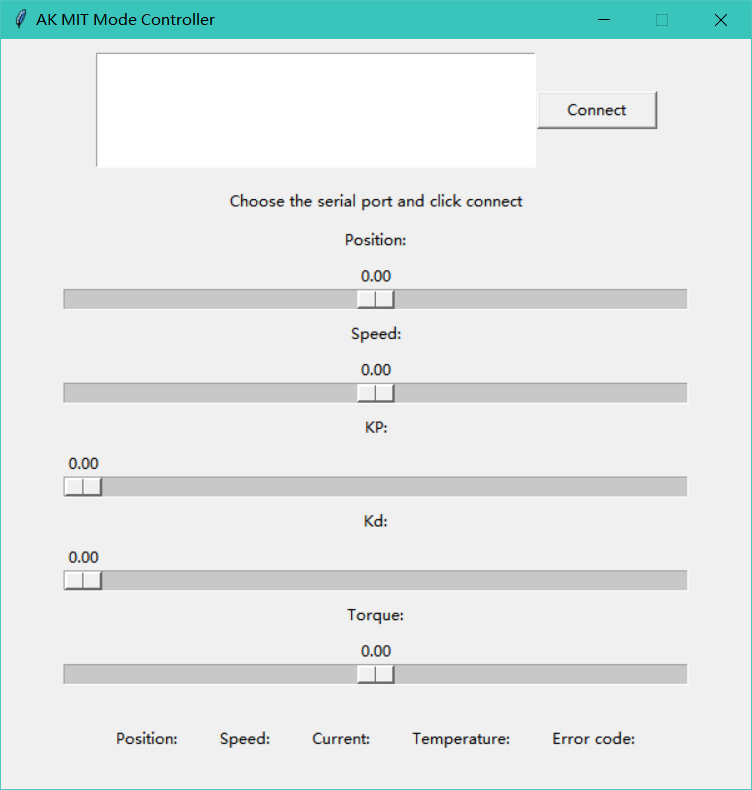 AK MIT Mode Controller
Connect
Choose the serial port and click connect
Position:
0.00
Speed:
0.00
KP:
0.00
Kd:
0.00
Torque:
0.00
Position: Speed: Current: Temperature: Error code: